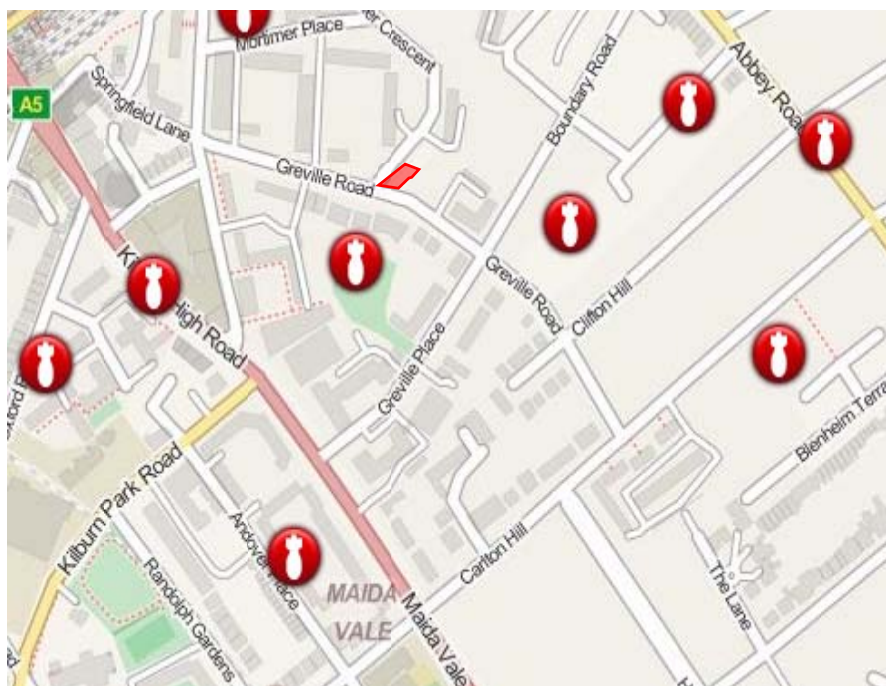 Mortimer Place
Crescent
Abbey Road
Boundary Road
Springfield Lane
A5
Greville Road
Greville Road
Clifton Hill
High Road
Greville Place
Blenheim Terra
Kilburn Park Road
Andover Place
Carlton Hill
The Lane
Randolph Gardens
MAIDA
VALE
Maida Vale